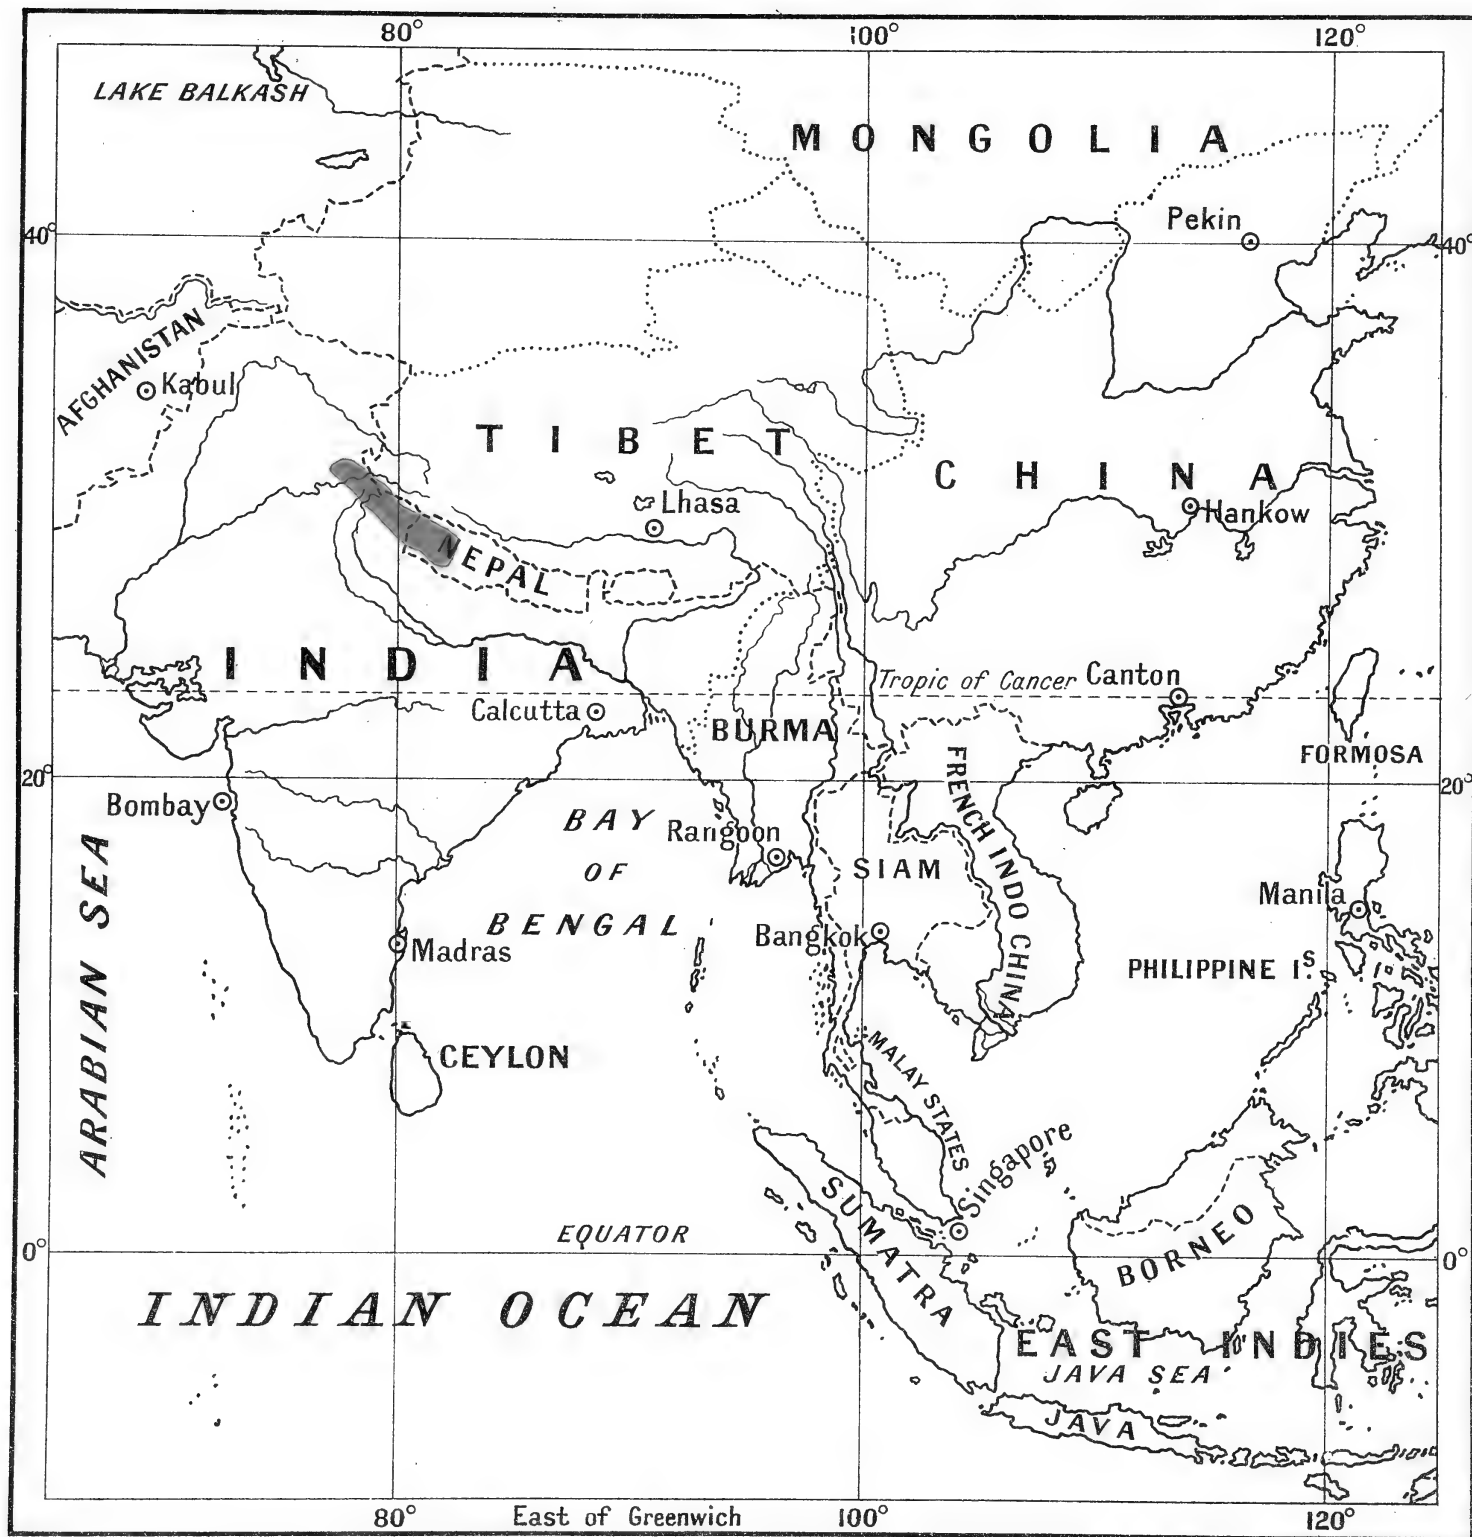 80° 100° 120°
LAKE BALKASH
MONGOLIA
Pekin
40° 40°
AFGHANISTAN
Kabul
TIBET
CHINA
Lhasa
Hankow
NEPAL
INDIA
Tropic of Cancer Canton
Calcutta
BURMA
FORMOSA
FRENCH INDO CHINA
20° 20°
Bombay
BAY
OF
BENGAL
Rangoon
SIAM
ARABIAN SEA
Manila
Bangkok
Madras
PHILIPPINE Iˢ.
CEYLON
MALAY STATES
Singapore
SUMATRA
EQUATOR
BORNEO
0° 0°
INDIAN OCEAN
EAST INDIES
JAVA SEA
JAVA
80° East of Greenwich 100° 120°